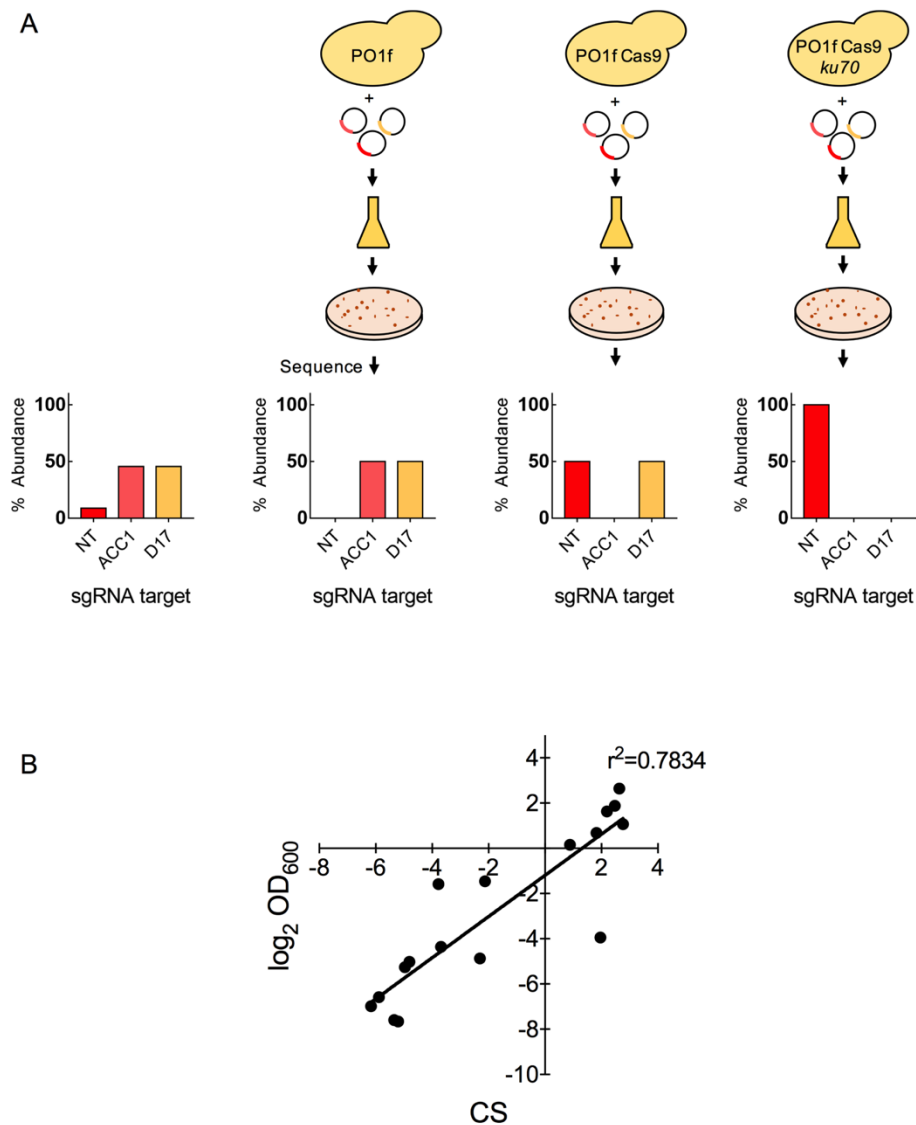 A
PO1f
PO1f Cas9
PO1f Cas9
ku70
+
+
+
Sequence
% Abundance
100
50
0
NT
ACC1
D17
sgRNA target
% Abundance
100
50
0
NT
ACC1
D17
sgRNA target
% Abundance
100
50
0
NT
ACC1
D17
sgRNA target
% Abundance
100
50
0
NT
ACC1
D17
sgRNA target
B
r²=0.7834
4
2
-8 -6 -4 -2 2 4
-2
-4
-6
-8
-10
log₂ OD₆₀₀
CS